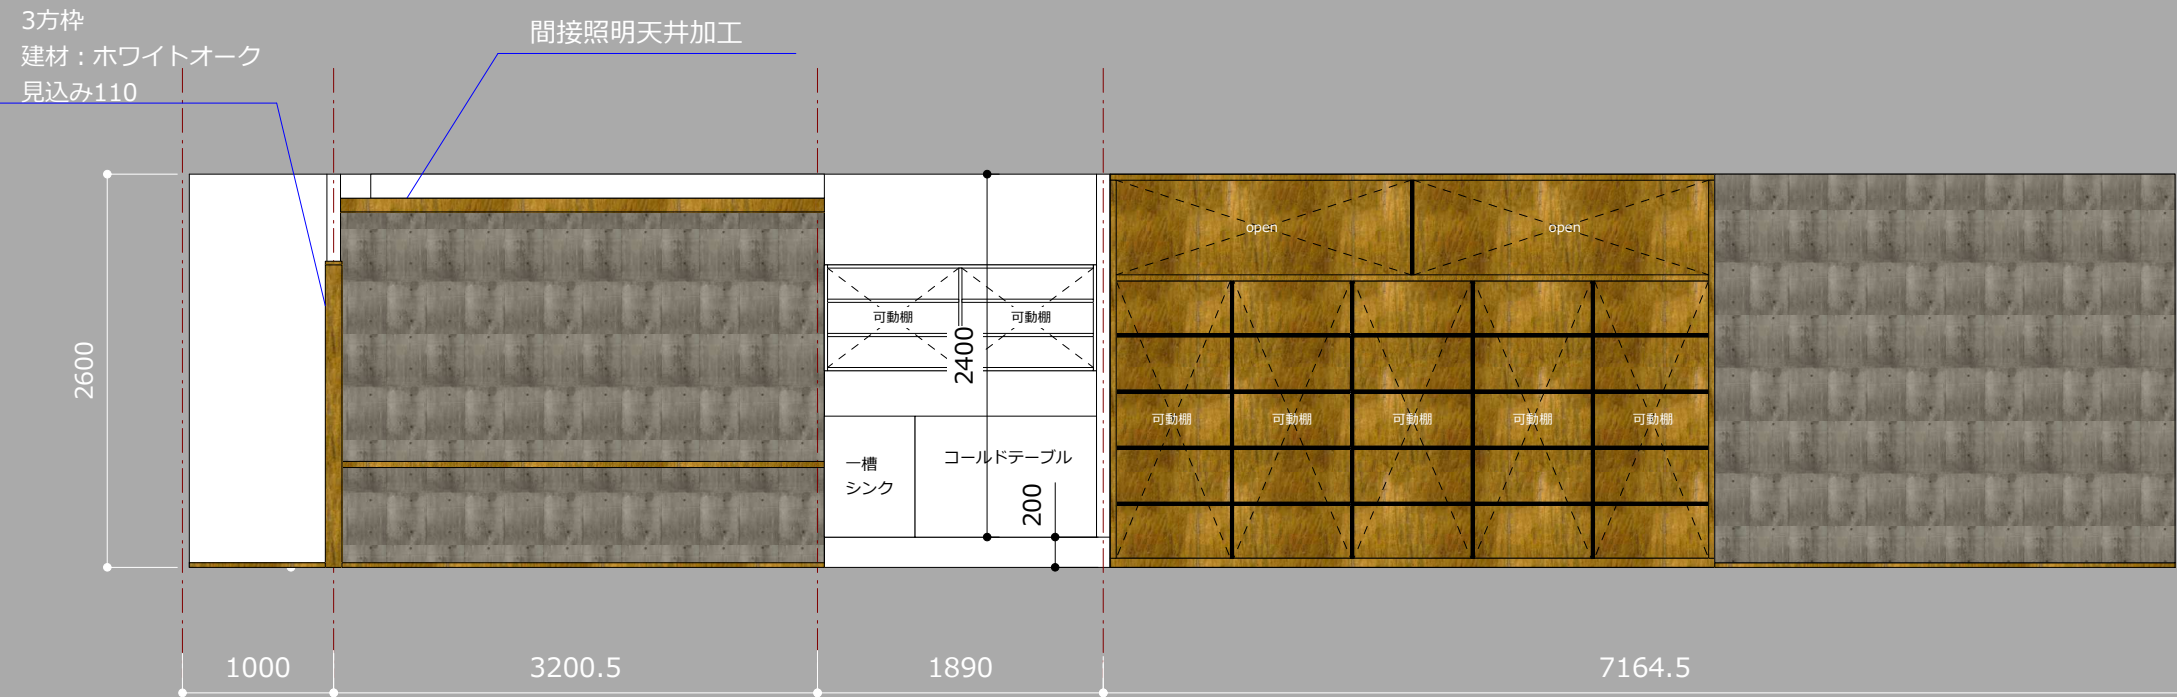 3方枠
建材：ホワイトオーク
見込み110
間接照明天井加工
open
open
可動棚
可動棚
2600
2400
可動棚
可動棚
可動棚
可動棚
可動棚
一槽
シンク
コールドテーブル
200
1000
3200.5
1890
7164.5